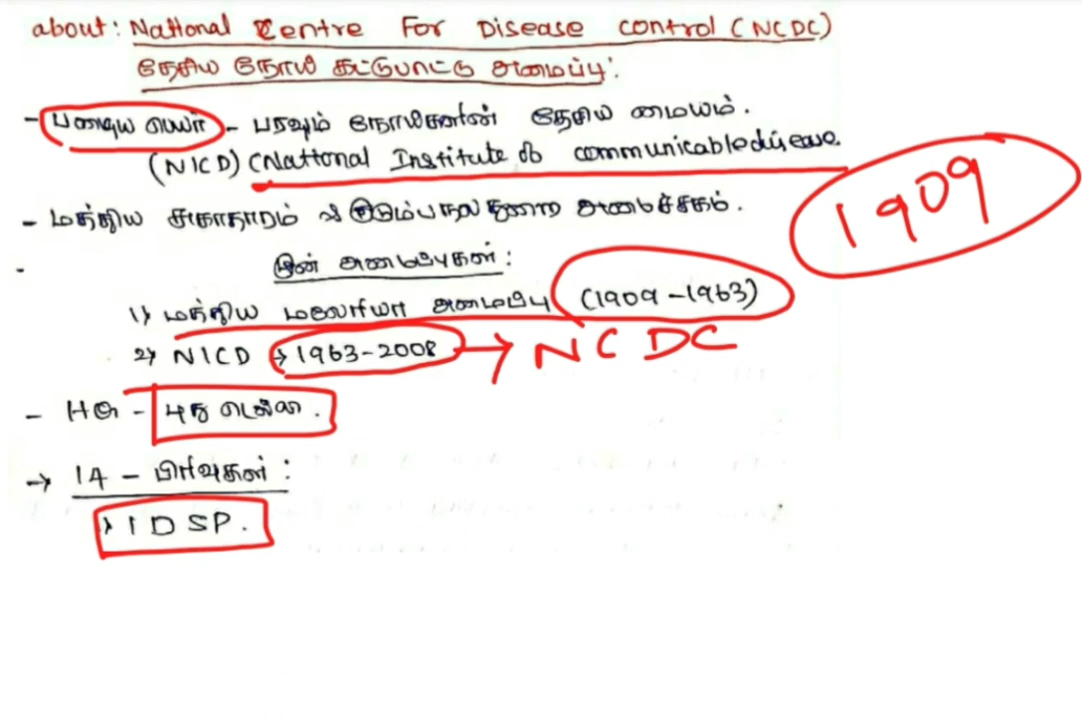 about: National Centre For Disease control (NCDC)
தேசிய நோய் கட்டுபாட்டு அமைப்பு.
- பழைய பெயர் - பரவும் நோய்களின் தேசிய மையம்.
(NICD) (National Institute of communicable disease.
1909
- மத்திய சுகாதாரம் & குடும்பநல துறை அமைச்சகம்.
இதன் அமைப்புகள் :
1) மத்திய மலேரியா அமைப்பு (1909 - 1963)
2) NICD → 1963-2008 → NCDC
- HQ - புது டெல்லி.
→ 14 - பிரிவுகள் :
IDSP.